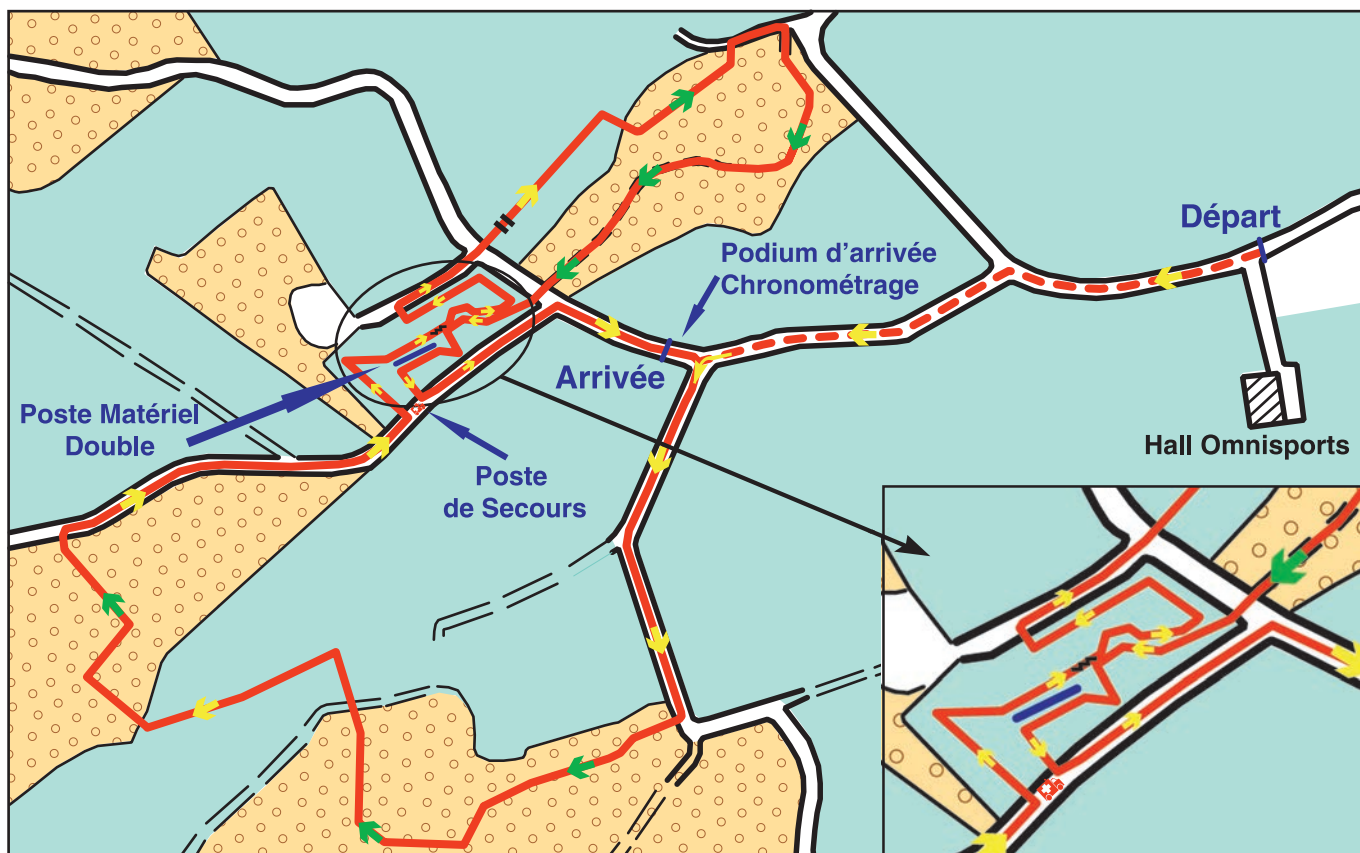 Départ
Podium d'arrivée
Chronométrage
Arrivée
Poste Matériel
Double
Poste
de Secours
Hall Omnisports